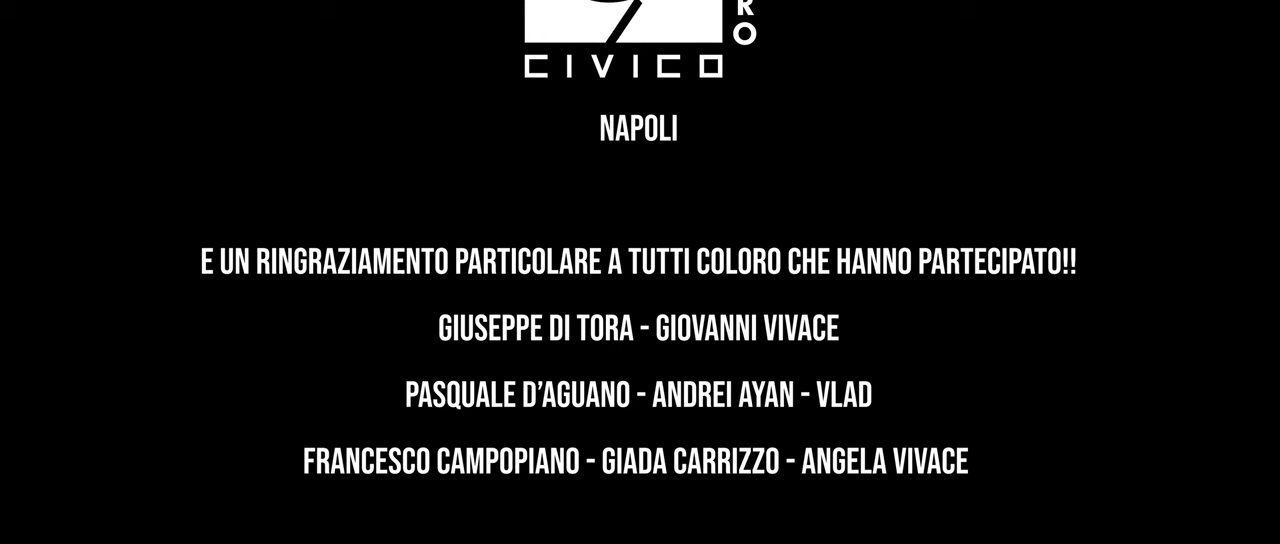 RO
CIVICO
NAPOLI
E UN RINGRAZIAMENTO PARTICOLARE A TUTTI COLORO CHE HANNO PARTECIPATO!!
GIUSEPPE DI TORA - GIOVANNI VIVACE
PASQUALE D’AGUANO - ANDREI AYAN - VLAD
FRANCESCO CAMPOPIANO - GIADA CARRIZZO - ANGELA VIVACE